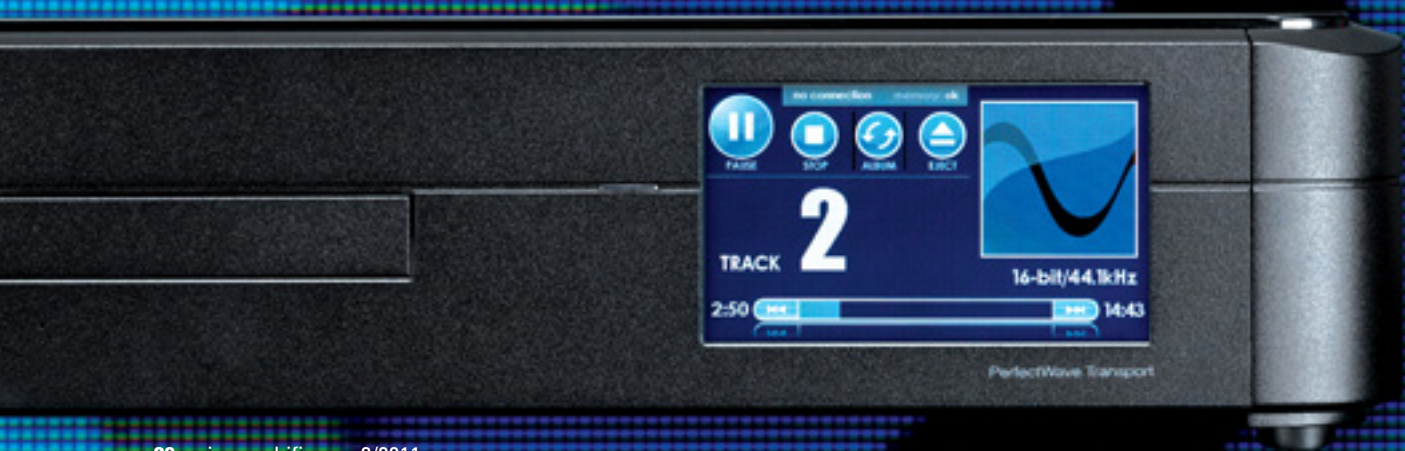 no connection memory: ok
PAUSE STOP ALBUM EJECT
TRACK 2
16-bit/44.1kHz
2:50 14:43
PerfectWave Transport